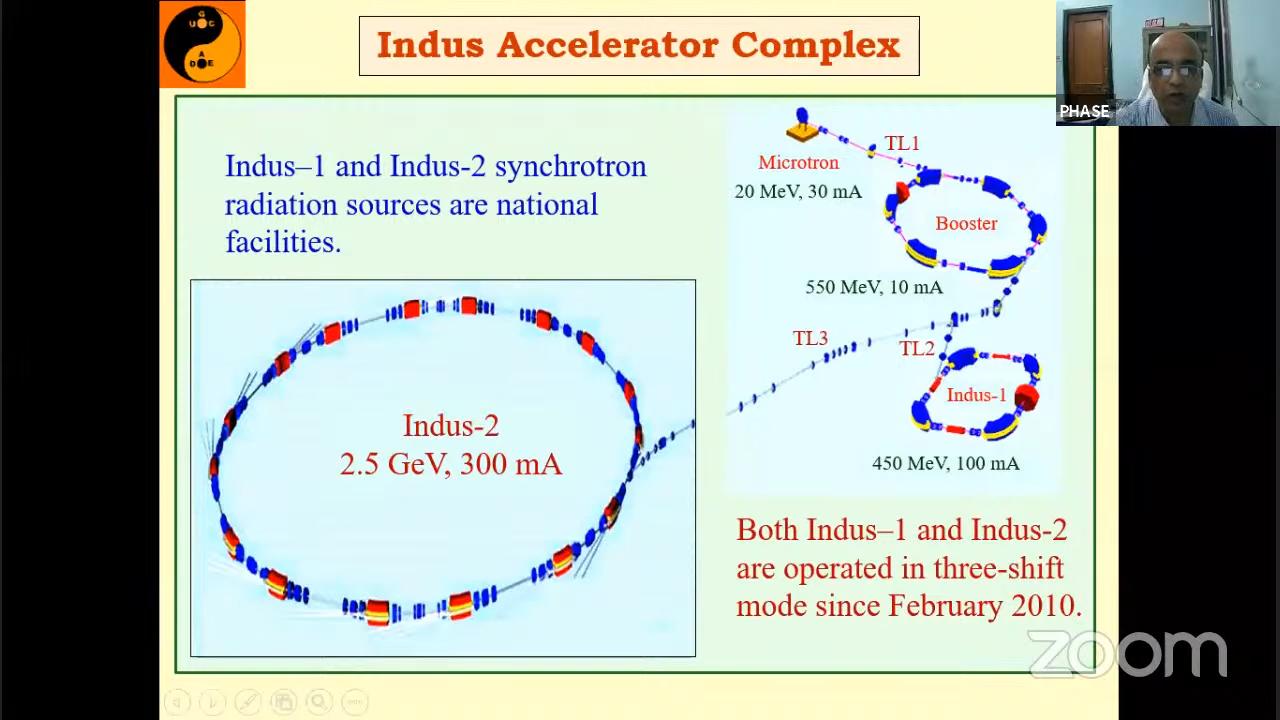 G
U G C
A
D E
Indus Accelerator Complex
PHASE
Indus–1 and Indus-2 synchrotron
radiation sources are national
facilities.
TL1
Microtron
20 MeV, 30 mA
Booster
550 MeV, 10 mA
TL3
TL2
Indus-1
450 MeV, 100 mA
Indus-2
2.5 GeV, 300 mA
Both Indus–1 and Indus-2
are operated in three-shift
mode since February 2010.
zoom